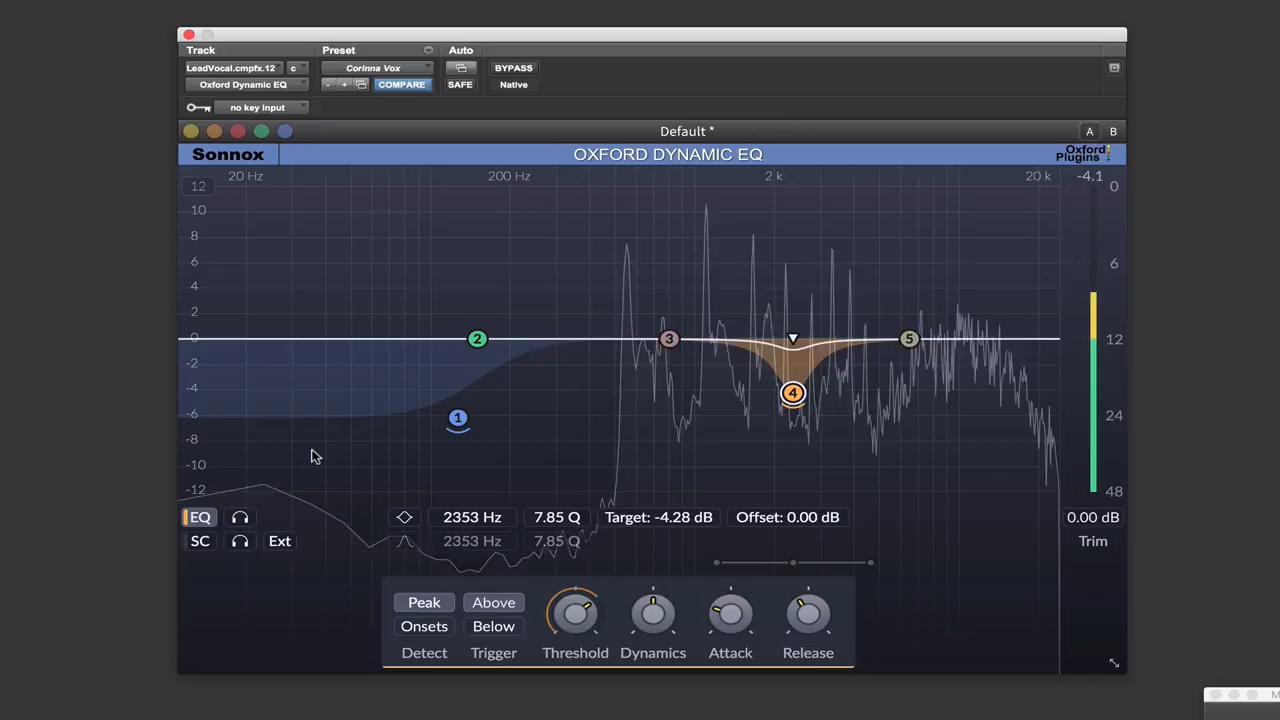 Track Preset Auto
LeadVocal.cmpfx.12 c Corinna Vox BYPASS
Oxford Dynamic EQ - + COMPARE SAFE Native
no key input
Default * A B
Sonnox OXFORD DYNAMIC EQ Oxford Plugins
20 Hz 200 Hz 2 k 20 k -4.1
12 0
10
8
6 6
4
2
0 2 3 5 12
-2
-4 4
-6 1 24
-8
-10
-12 48
EQ 2353 Hz 7.85 Q Target: -4.28 dB Offset: 0.00 dB 0.00 dB
SC Ext 2353 Hz 7.85 Q Trim
Peak Above
Onsets Below
Detect Trigger Threshold Dynamics Attack Release